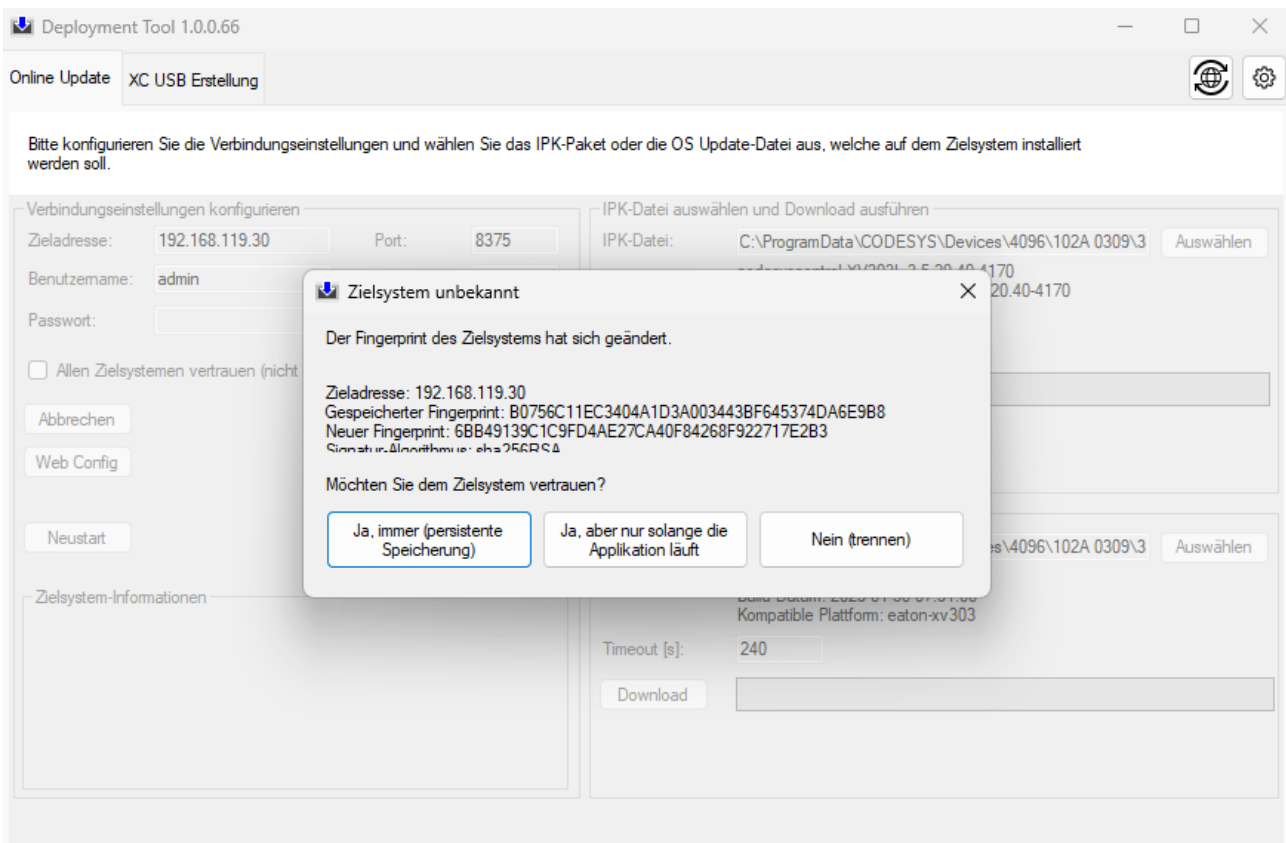 Deployment Tool 1.0.0.66
Online Update
XC USB Erstellung
Bitte konfigurieren Sie die Verbindungseinstellungen und wählen Sie das IPK-Paket oder die OS Update-Datei aus, welche auf dem Zielsystem installiert
werden soll.
Verbindungseinstellungen konfigurieren
Zieladresse: 192.168.119.30 Port: 8375
Benutzername: admin
Passwort:
Allen Zielsystemen vertrauen (nicht
Abbrechen
Web Config
Neustart
Zielsystem-Informationen
IPK-Datei auswählen und Download ausführen
IPK-Datei: C:\ProgramData\CODESYS\Devices\4096\102A 0309\3 Auswählen
20.40-4170
Zielsystem unbekannt
Der Fingerprint des Zielsystems hat sich geändert.
Zieladresse: 192.168.119.30
Gespeicherter Fingerprint: B0756C11EC3404A1D3A003443BF645374DA6E9B8
Neuer Fingerprint: 6BB49139C1C9FD4AE27CA40F84268F922717E2B3
Signatur-Algorithmus: sha256RSA
Möchten Sie dem Zielsystem vertrauen?
Ja, immer (persistente
Speicherung)
Ja, aber nur solange die
Applikation läuft
Nein (trennen)
es\4096\102A 0309\3 Auswählen
Kompatible Plattform: eaton-xv303
Timeout [s]: 240
Download